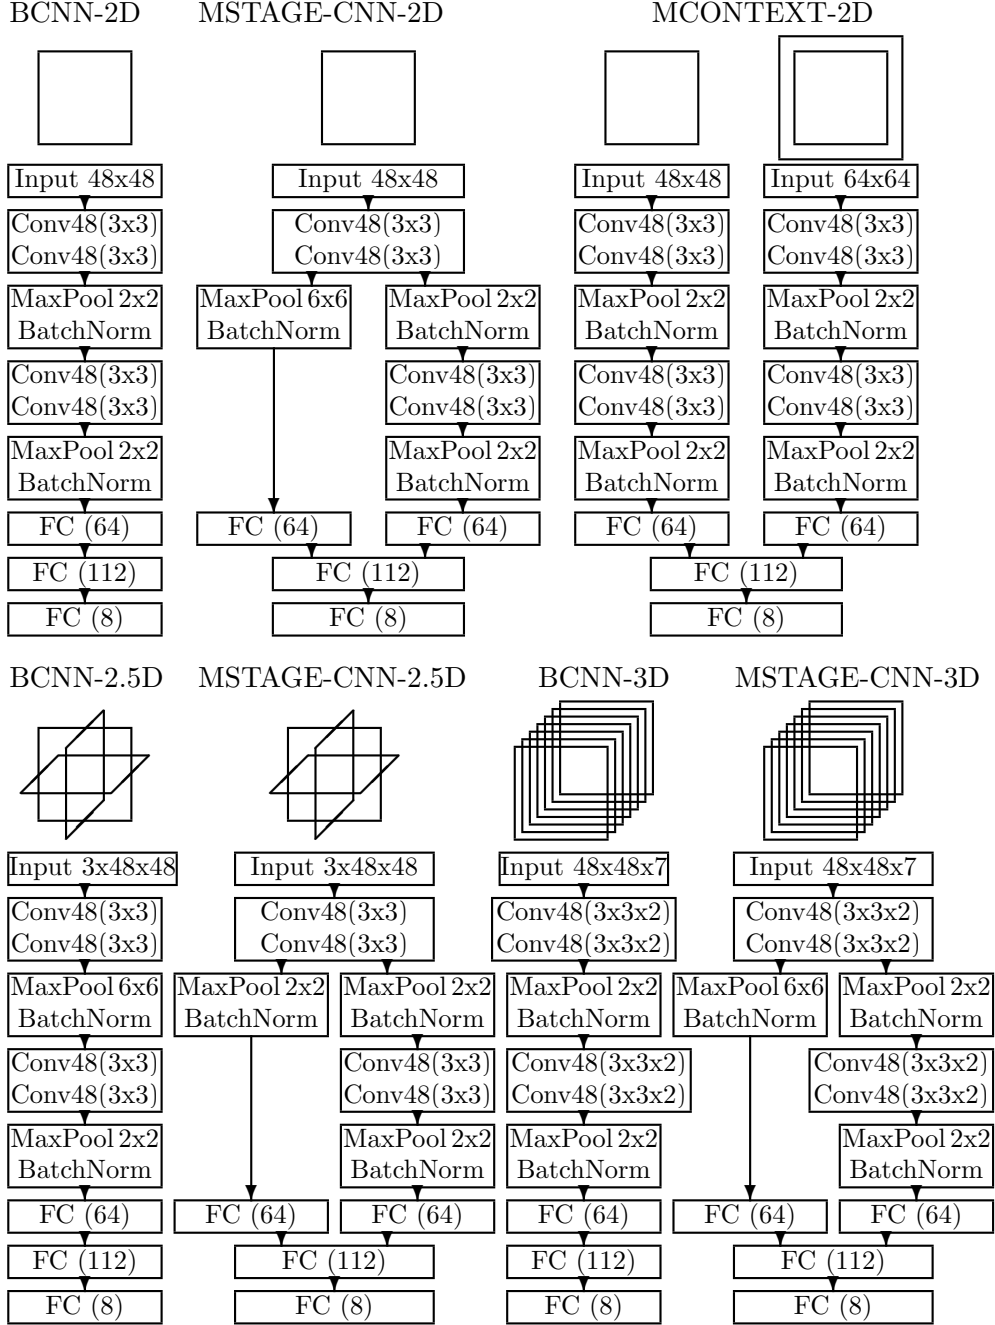 BCNN-2D
Input 48x48
Conv48(3x3)
Conv48(3x3)
MaxPool 2x2
BatchNorm
Conv48(3x3)
Conv48(3x3)
MaxPool 2x2
BatchNorm
FC (64)
FC (112)
FC (8)
MSTAGE-CNN-2D
Input 48x48
Conv48(3x3)
Conv48(3x3)
MaxPool 6x6
BatchNorm
FC (64)
MaxPool 2x2
BatchNorm
Conv48(3x3)
Conv48(3x3)
MaxPool 2x2
BatchNorm
FC (64)
FC (112)
FC (8)
MCONTEXT-2D
Input 48x48
Conv48(3x3)
Conv48(3x3)
MaxPool 2x2
BatchNorm
Conv48(3x3)
Conv48(3x3)
MaxPool 2x2
BatchNorm
FC (64)
Input 64x64
Conv48(3x3)
Conv48(3x3)
MaxPool 2x2
BatchNorm
Conv48(3x3)
Conv48(3x3)
MaxPool 2x2
BatchNorm
FC (64)
FC (112)
FC (8)
BCNN-2.5D
Input 3x48x48
Conv48(3x3)
Conv48(3x3)
MaxPool 6x6
BatchNorm
Conv48(3x3)
Conv48(3x3)
MaxPool 2x2
BatchNorm
FC (64)
FC (112)
FC (8)
MSTAGE-CNN-2.5D
Input 3x48x48
Conv48(3x3)
Conv48(3x3)
MaxPool 2x2
BatchNorm
FC (64)
MaxPool 2x2
BatchNorm
Conv48(3x3)
Conv48(3x3)
MaxPool 2x2
BatchNorm
FC (64)
FC (112)
FC (8)
BCNN-3D
Input 48x48x7
Conv48(3x3x2)
Conv48(3x3x2)
MaxPool 2x2
BatchNorm
Conv48(3x3x2)
Conv48(3x3x2)
MaxPool 2x2
BatchNorm
FC (64)
FC (112)
FC (8)
MSTAGE-CNN-3D
Input 48x48x7
Conv48(3x3x2)
Conv48(3x3x2)
MaxPool 6x6
BatchNorm
FC (64)
MaxPool 2x2
BatchNorm
Conv48(3x3x2)
Conv48(3x3x2)
MaxPool 2x2
BatchNorm
FC (64)
FC (112)
FC (8)